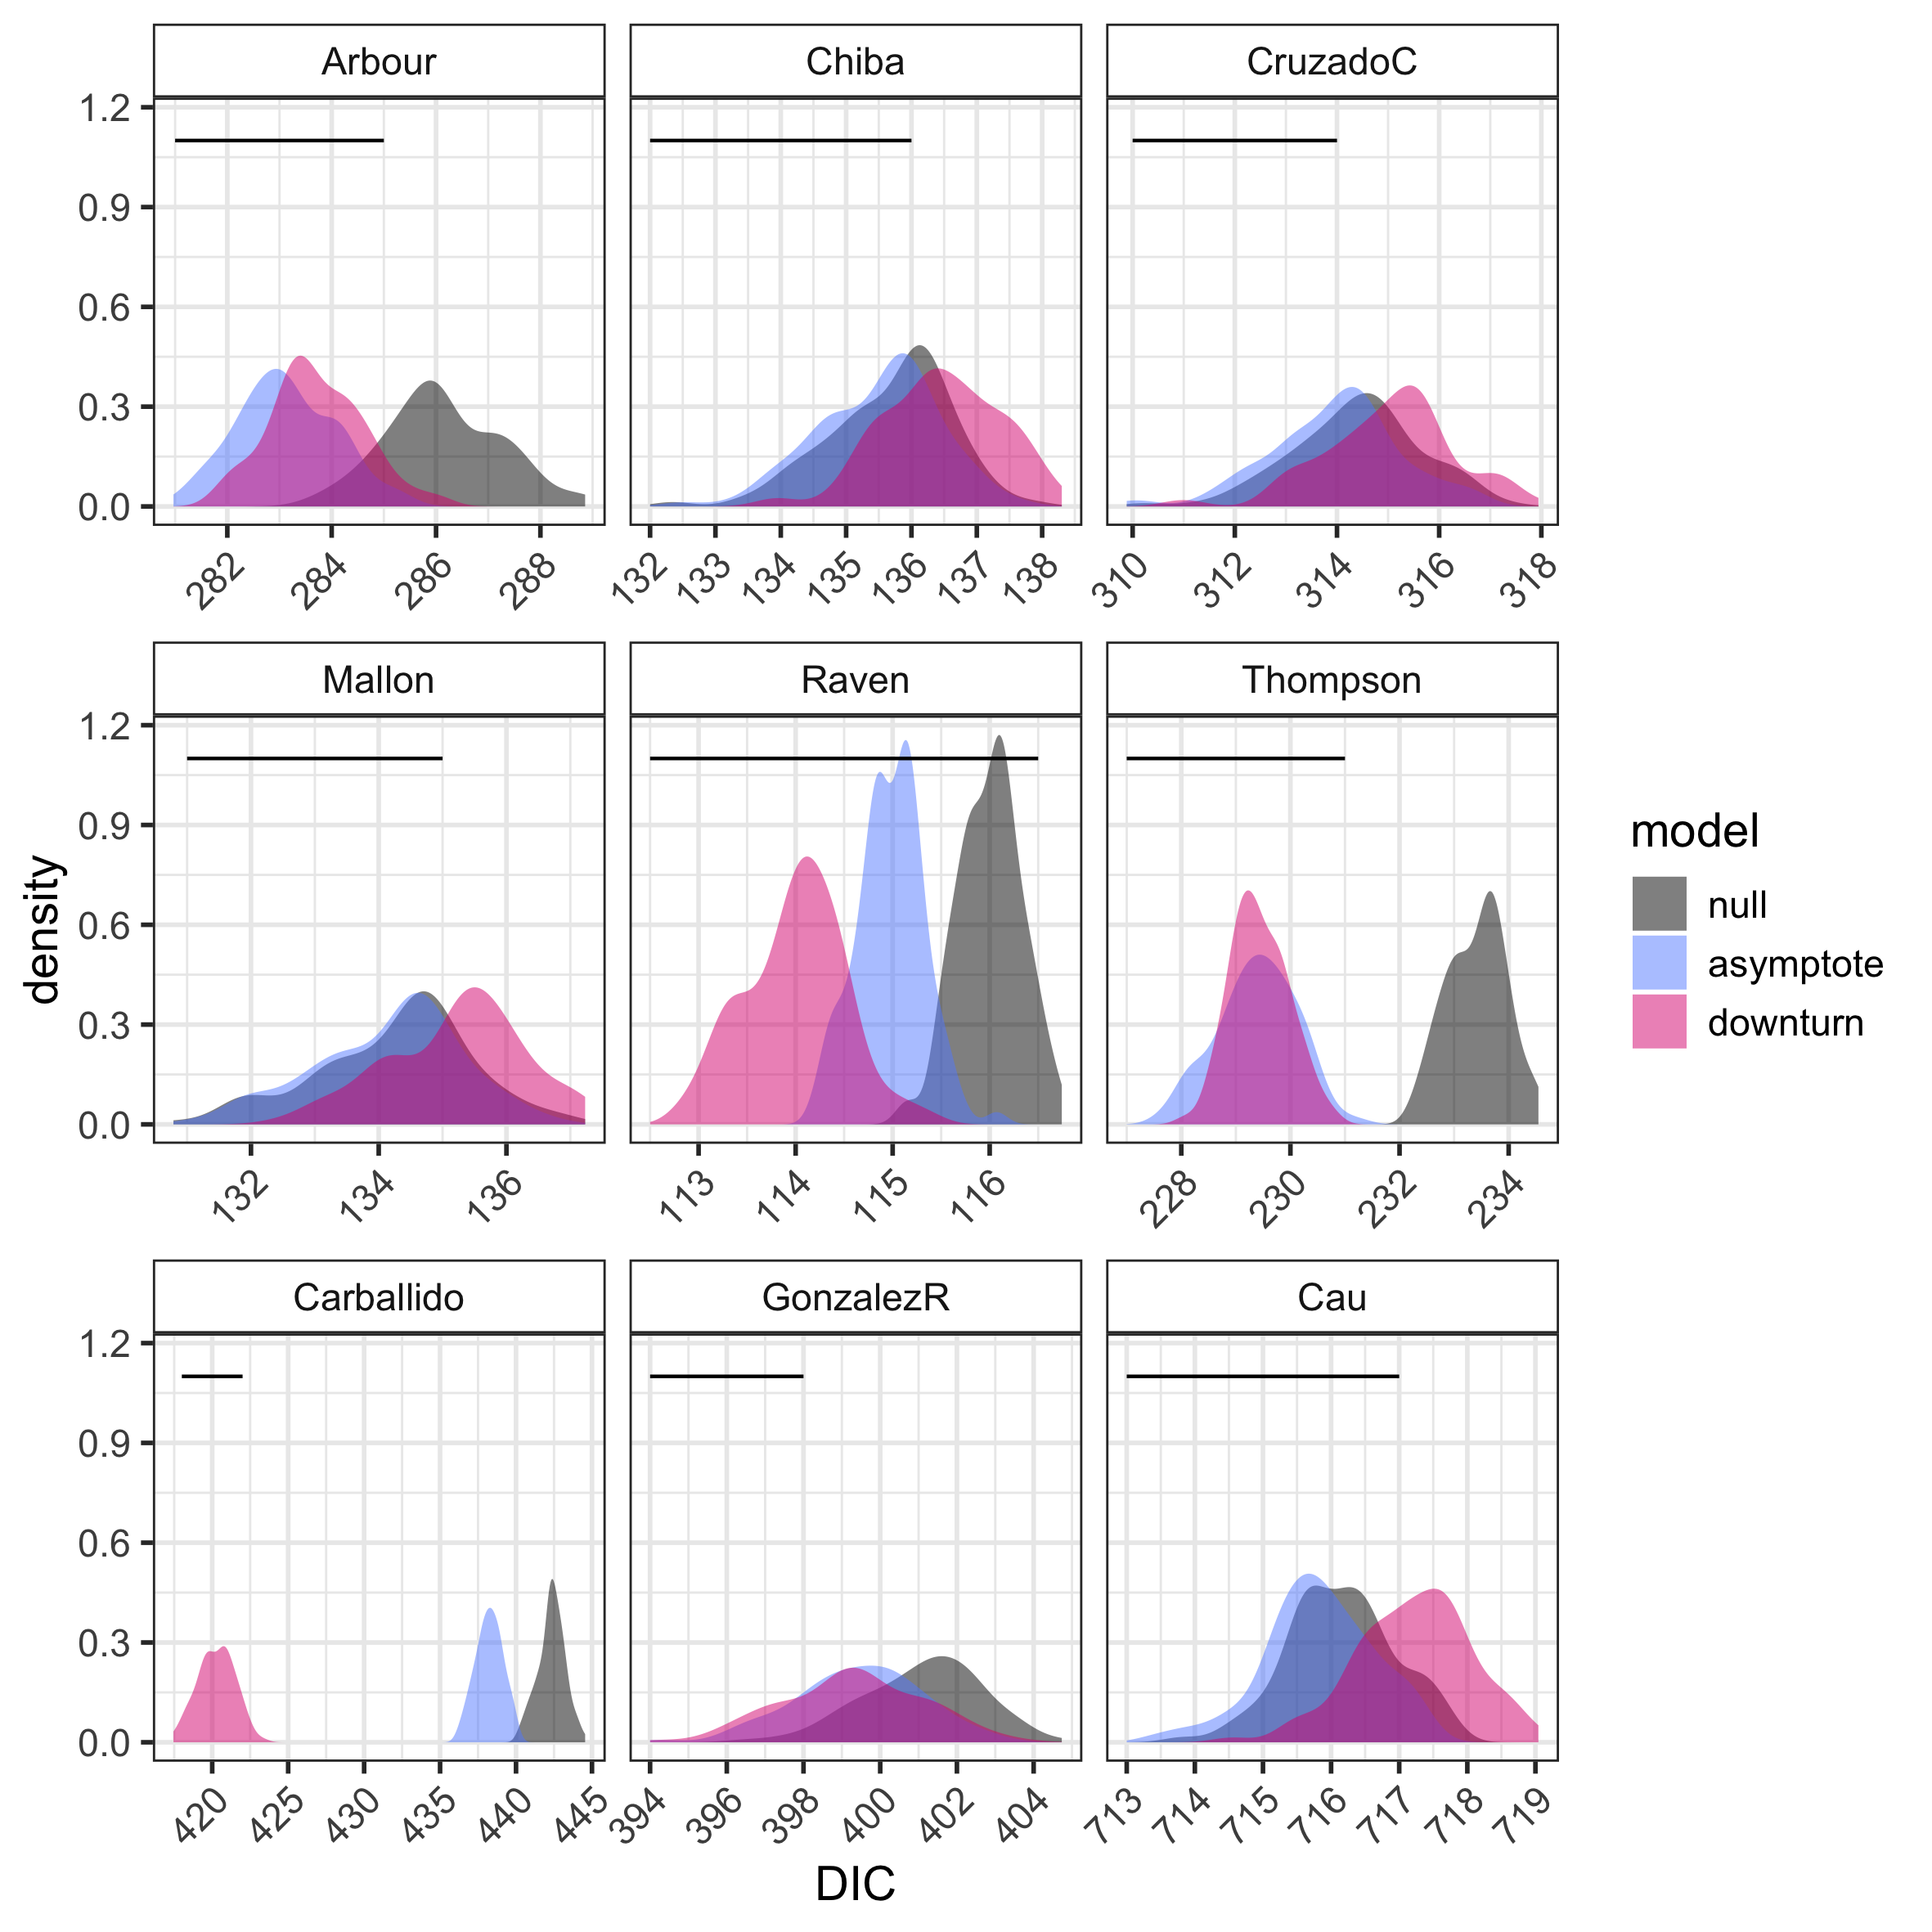 Arbour Chiba CruzadoC
1.2
0.9
0.6
0.3
0.0
282 284 286 288 132 133 134 135 136 137 138 310 312 314 316 318
Mallon Raven Thompson
1.2
0.9
0.6
0.3
0.0
132 134 136 113 114 115 116 228 230 232 234
Carballido GonzalezR Cau
1.2
0.9
0.6
0.3
0.0
420 425 430 435 440 445 394 396 398 400 402 404 713 714 715 716 717 718 719
DIC
density
model
null
asymptote
downturn